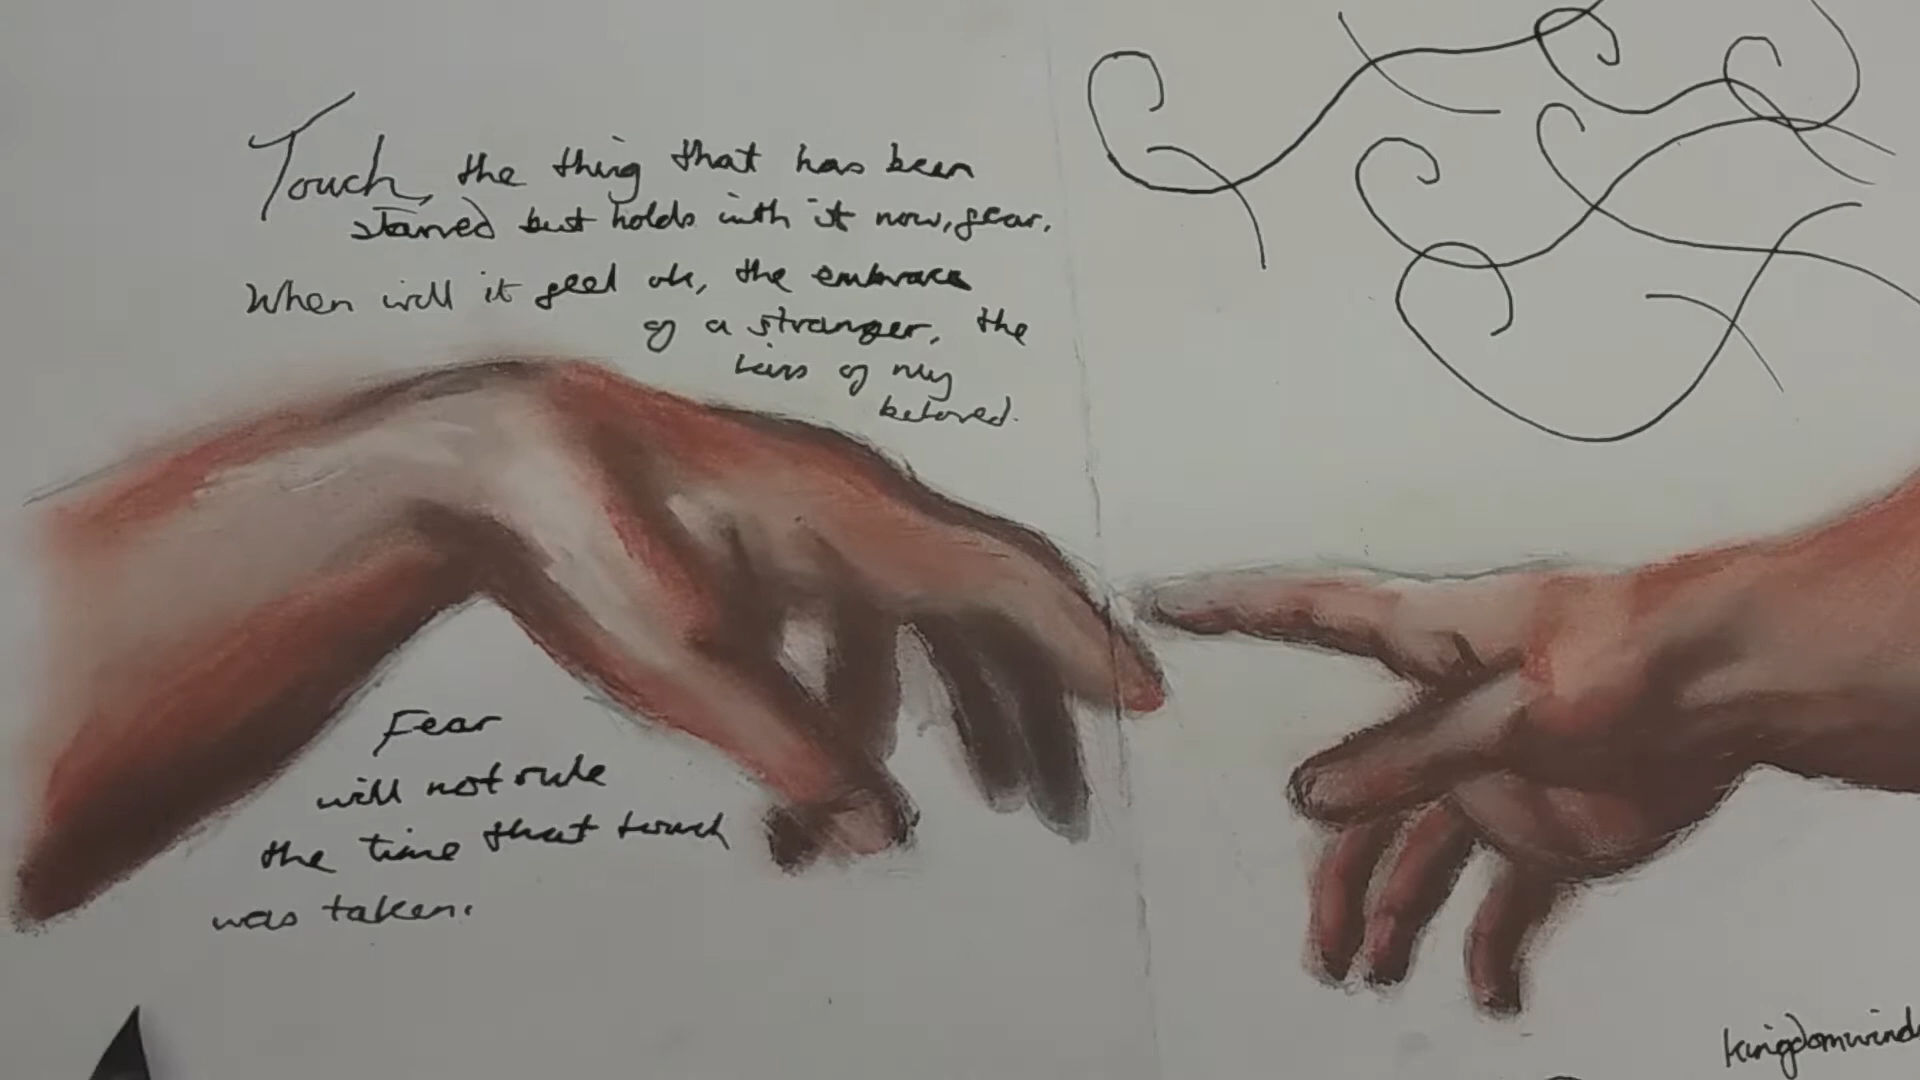 Touch, the thing that has been
starved but holds with it now, fear.
When will it feel ok, the embrace
of a stranger, the
kiss of my
beloved.
Fear
will not rule
the time that touch
was taken.
kingdomwind